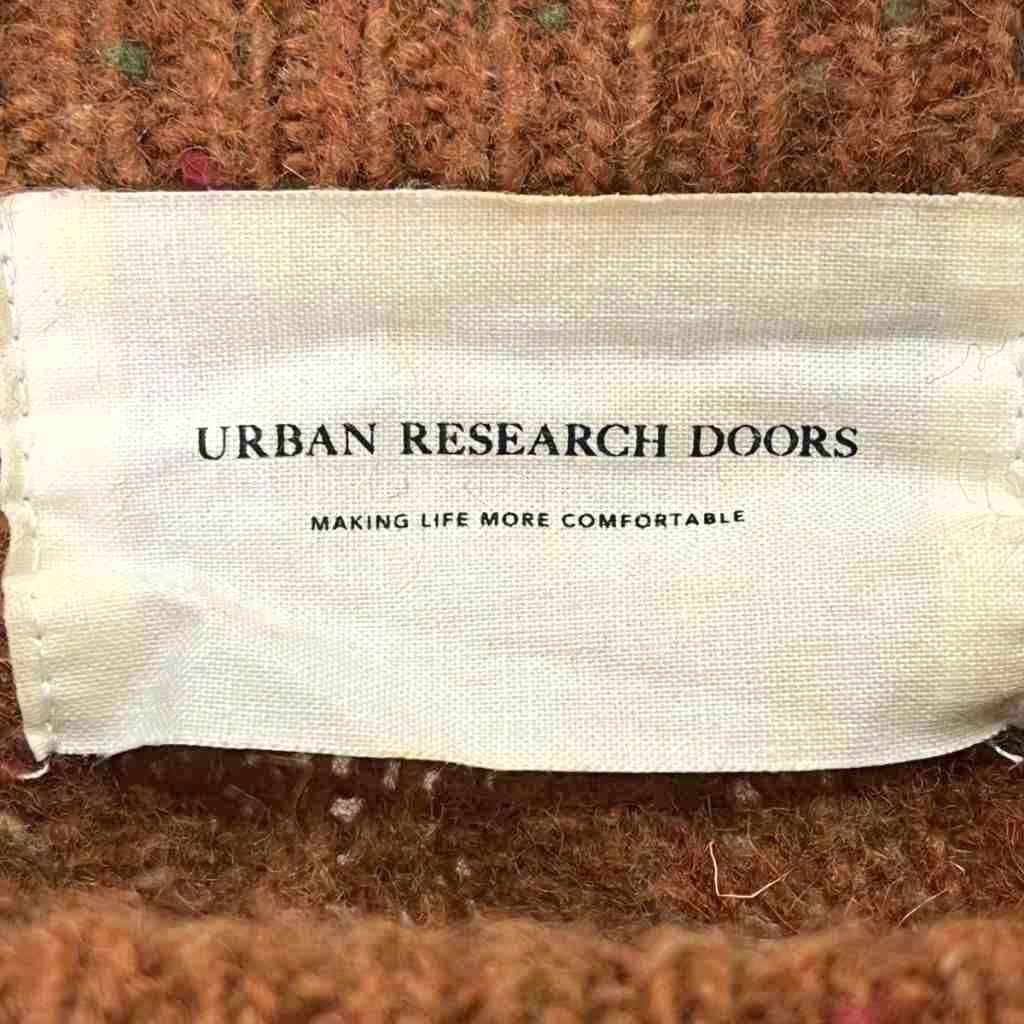 URBAN RESEARCH DOORS
MAKING LIFE MORE COMFORTABLE